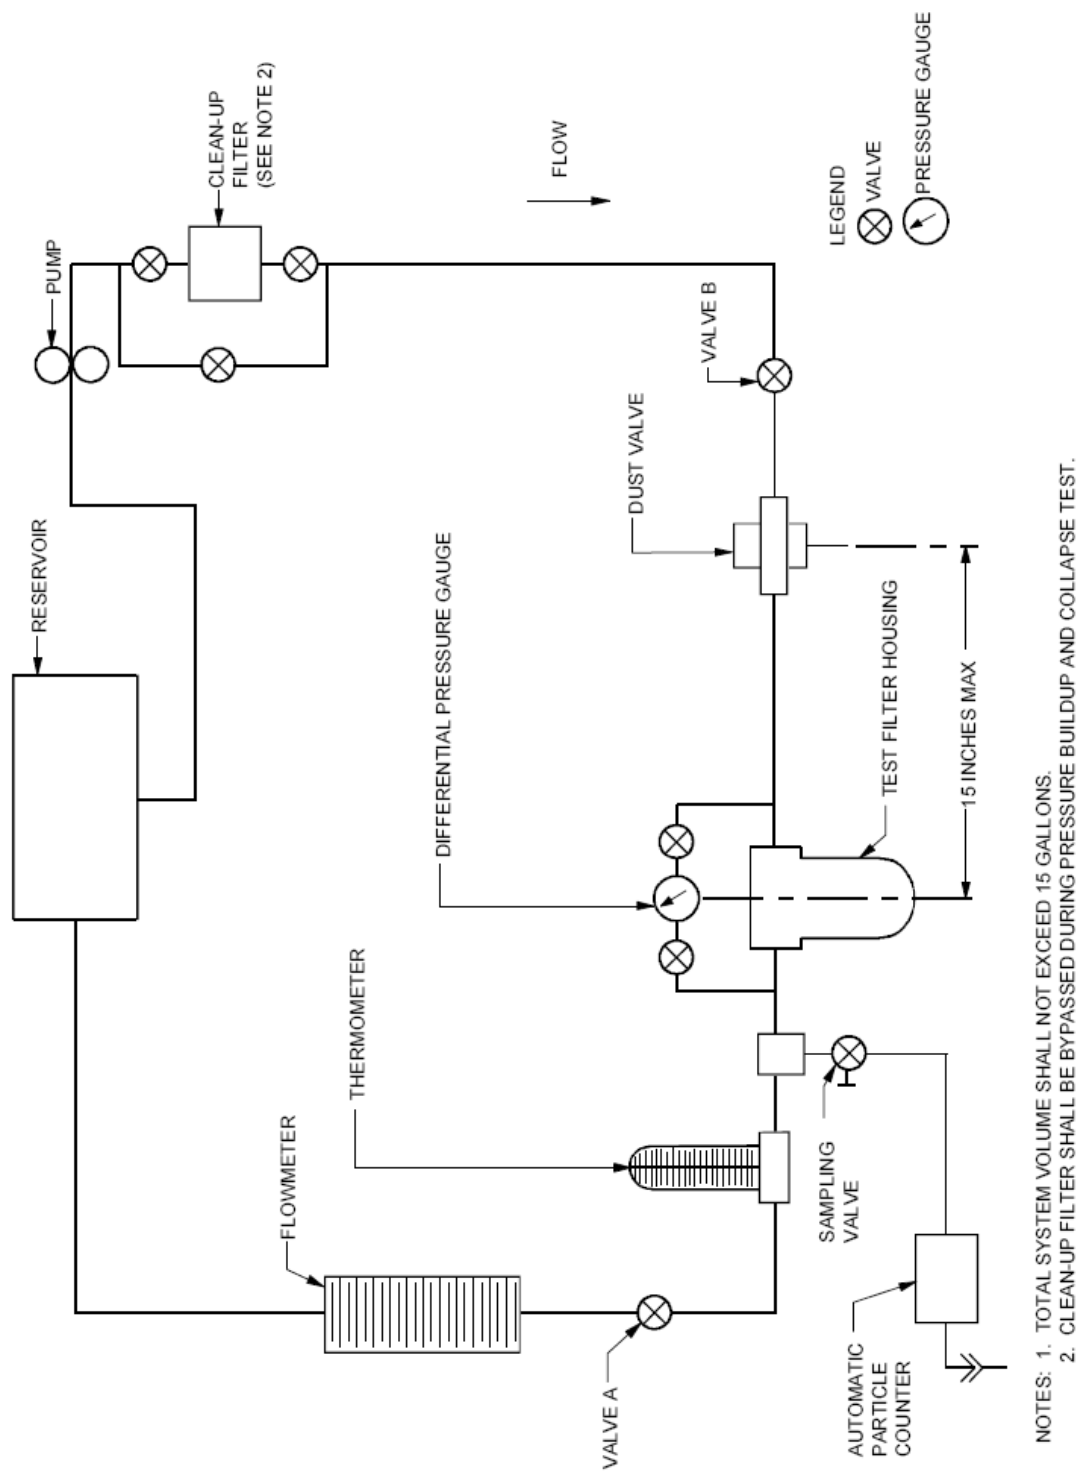 RESERVOIR
PUMP
CLEAN-UP
FILTER
(SEE NOTE 2)
FLOW
FLOWMETER
THERMOMETER
DIFFERENTIAL PRESSURE GAUGE
DUST VALVE
VALVE B
LEGEND
VALVE
PRESSURE GAUGE
VALVE A
SAMPLING
VALVE
TEST FILTER HOUSING
15 INCHES MAX
AUTOMATIC
PARTICLE
COUNTER
NOTES: 1. TOTAL SYSTEM VOLUME SHALL NOT EXCEED 15 GALLONS.
2. CLEAN-UP FILTER SHALL BE BYPASSED DURING PRESSURE BUILDUP AND COLLAPSE TEST.